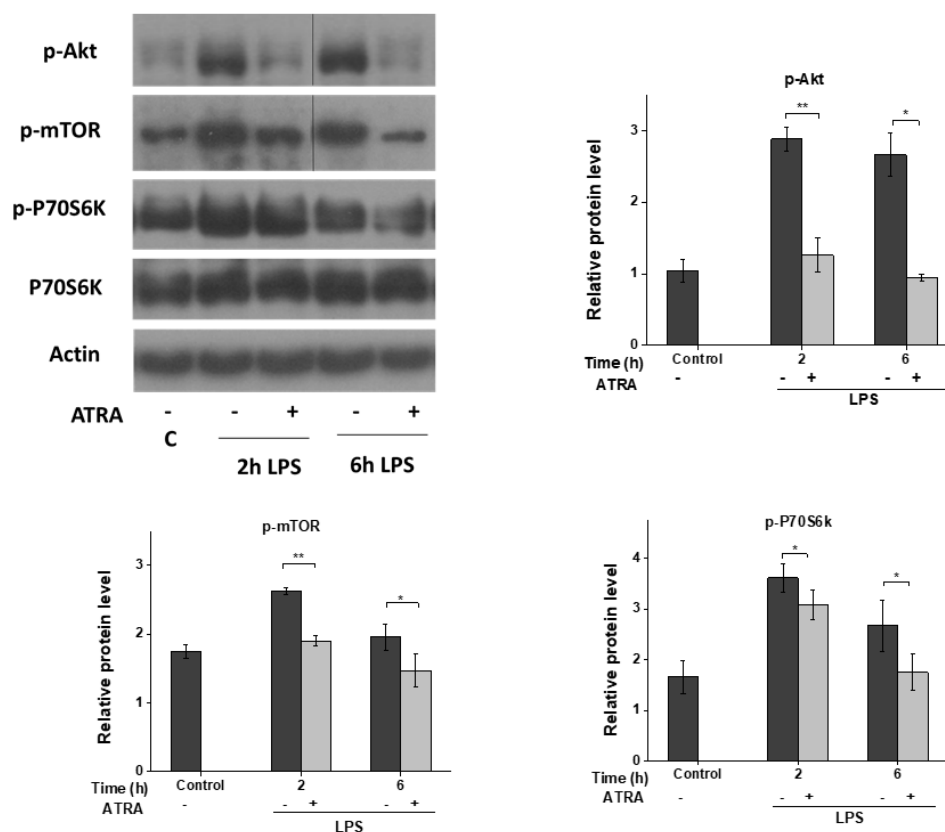 p-Akt
p-mTOR
p-P70S6K
P70S6K
Actin
ATRA - - + - +
C
2h LPS 6h LPS
p-Akt
Relative protein level
3
2
1
0
** *
Time (h) Control 2 6
ATRA - - + - +
LPS
p-mTOR
Relative protein level
3
2
1
0
** *
Time (h) Control 2 6
ATRA - - + - +
LPS
p-P70S6k
Relative protein level
4
3
2
1
0
* *
Time (h) Control 2 6
ATRA - - + - +
LPS